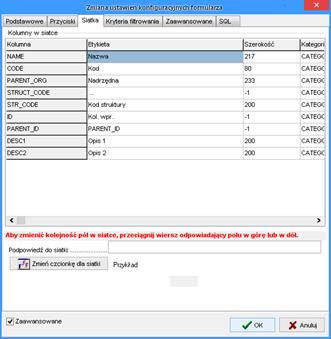 Zmiana ustawień konfiguracyjnych formularza
Podstawowe Przyciski Siatka Kryteria filtrowania Zaawansowane SQL
Kolumny w siatce
Kolumna Etykieta Szerokość Kategori
NAME Nazwa 217 CATEGO
CODE Kod 80 CATEGO
PARENT_ORG Nadrzędna 233 CATEGO
STRUCT_CODE ... -1 CATEGO
STR_CODE Kod struktury 200 CATEGO
ID Kol. wpr. -1 CATEGO
PARENT_ID PARENT_ID -1 CATEGO
DESC1 Opis 1 200 CATEGO
DESC2 Opis 2 200 CATEGO
Aby zmienić kolejność pól w siatce, przeciągnij wiersz odpowiadający polu w górę lub w dół.
Podpowiedź do siatki:
Zmień czcionkę dla siatki Przykład
Zaawansowane
OK Anuluj